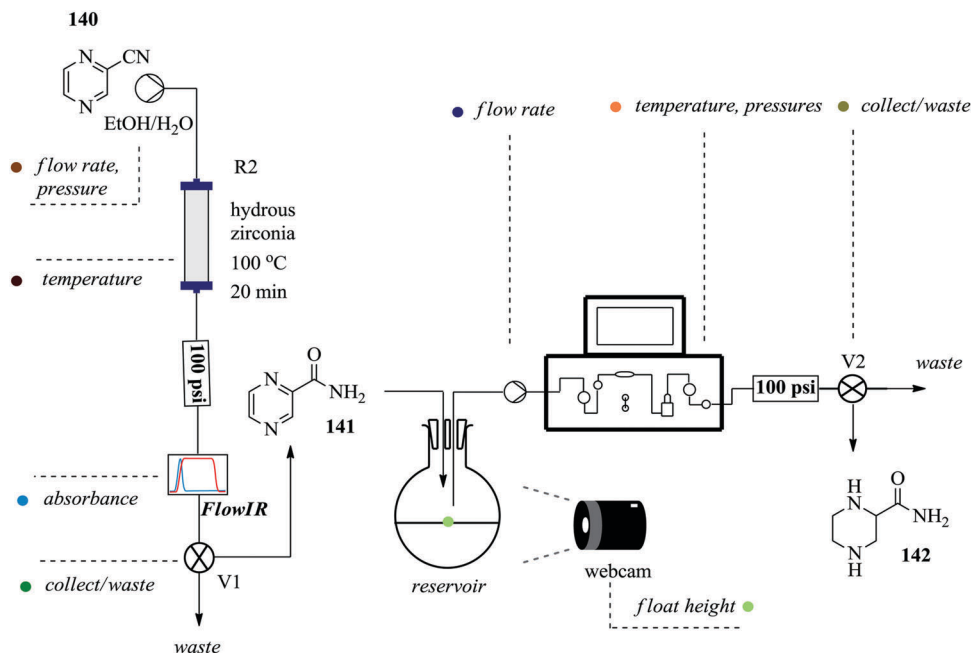 140
N
N
CN
EtOH/H2O
flow rate,
pressure
R2
hydrous
zirconia
100 °C
20 min
temperature
100 psi
absorbance
FlowIR
collect/waste
V1
waste
N
N
O
NH2
141
reservoir
webcam
float height
flow rate
temperature, pressures
collect/waste
100 psi
V2
waste
H
N
N
H
O
NH2
142